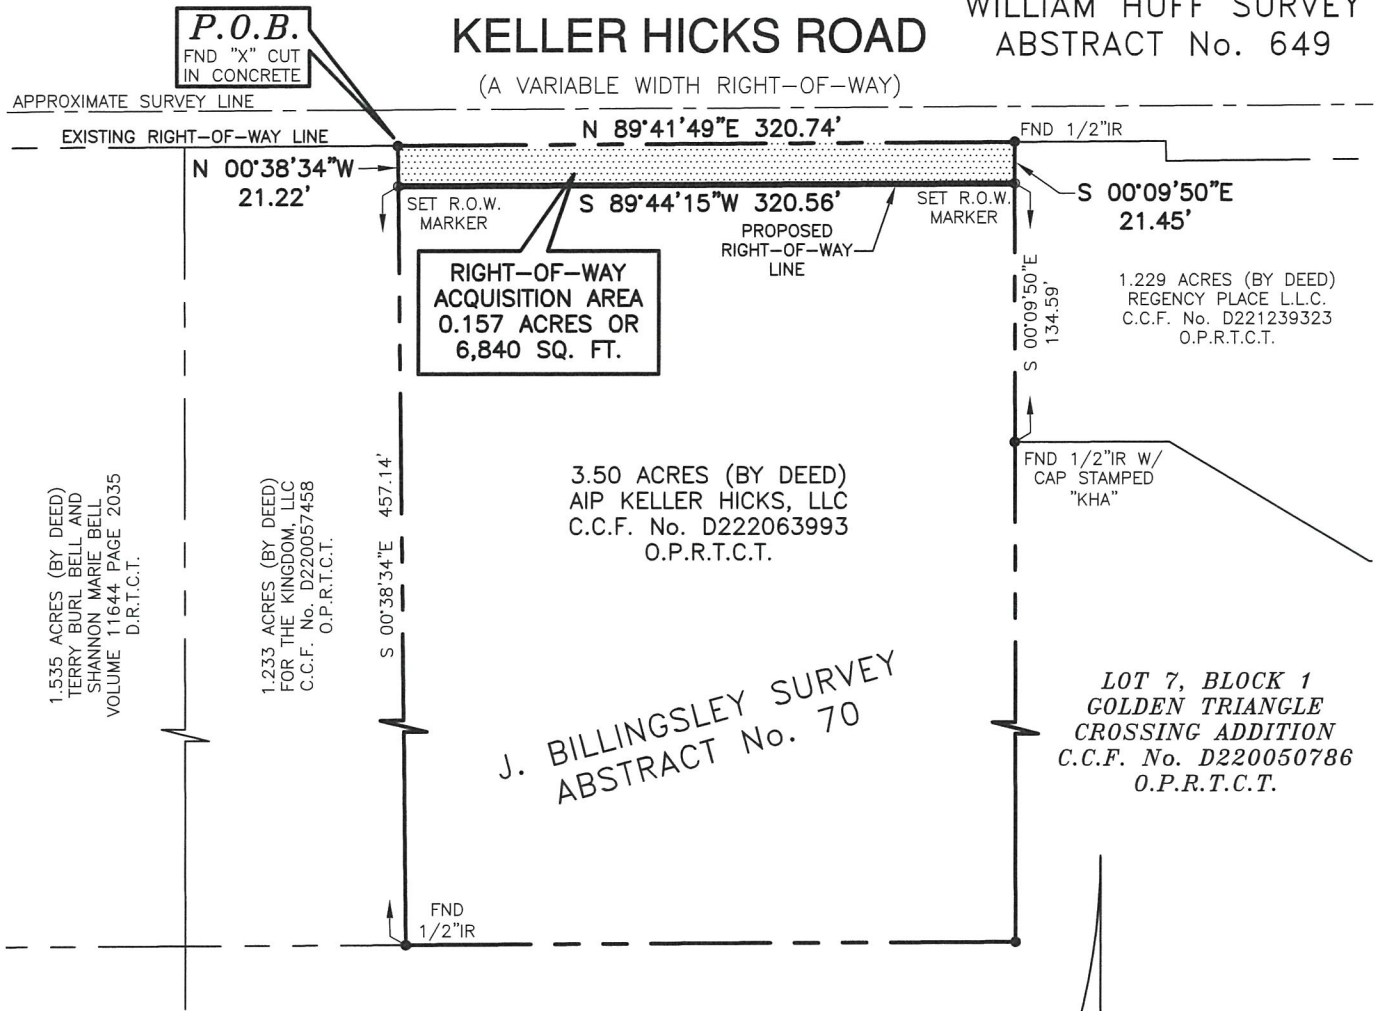 P.O.B.
FND "X" CUT
IN CONCRETE
KELLER HICKS ROAD
(A VARIABLE WIDTH RIGHT-OF-WAY)
WILLIAM HUFF SURVEY
ABSTRACT No. 649
APPROXIMATE SURVEY LINE
EXISTING RIGHT-OF-WAY LINE
N 89°41'49"E 320.74'
FND 1/2"IR
N 00°38'34"W
21.22'
SET R.O.W.
MARKER
S 89°44'15"W 320.56'
SET R.O.W.
MARKER
S 00°09'50"E
21.45'
PROPOSED
RIGHT-OF-WAY
LINE
RIGHT-OF-WAY
ACQUISITION AREA
0.157 ACRES OR
6,840 SQ. FT.
S 00°09'50"E
134.59'
1.229 ACRES (BY DEED)
REGENCY PLACE L.L.C.
C.C.F. No. D221239323
O.P.R.T.C.T.
FND 1/2"IR W/
CAP STAMPED
"KHA"
3.50 ACRES (BY DEED)
AIP KELLER HICKS, LLC
C.C.F. No. D222063993
O.P.R.T.C.T.
1.535 ACRES (BY DEED)
TERRY BURL BELL AND
SHANNON MARIE BELL
VOLUME 11644 PAGE 2035
D.R.T.C.T.
1.233 ACRES (BY DEED)
FOR THE KINGDOM, LLC
C.C.F. No. D220057458
O.P.R.T.C.T.
S 00°38'34"E 457.14'
J. BILLINGSLEY SURVEY
ABSTRACT No. 70
LOT 7, BLOCK 1
GOLDEN TRIANGLE
CROSSING ADDITION
C.C.F. No. D220050786
O.P.R.T.C.T.
FND
1/2"IR